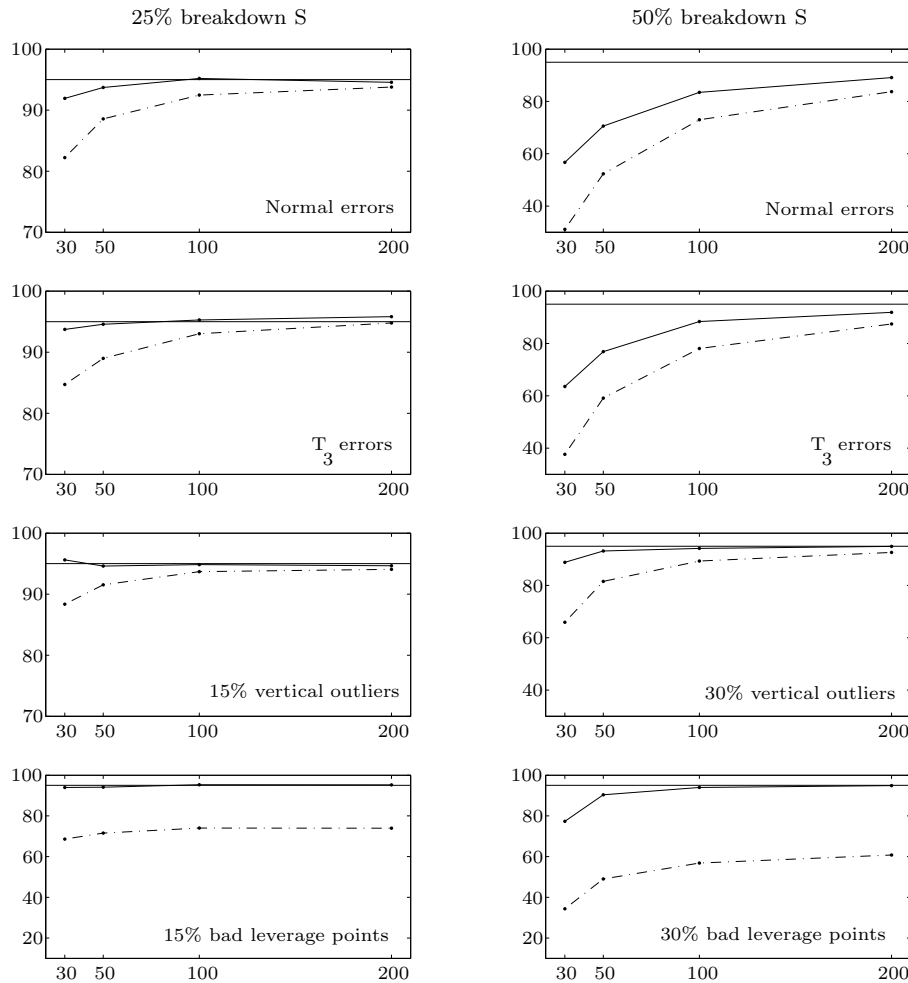 25% breakdown S
50% breakdown S
100
90
80
70
Normal errors
30 50 100 200
100
80
60
40
Normal errors
30 50 100 200
100
90
80
70
T3 errors
30 50 100 200
100
80
60
40
T3 errors
30 50 100 200
100
90
80
70
15% vertical outliers
30 50 100 200
100
80
60
40
30% vertical outliers
30 50 100 200
100
80
60
40
20
15% bad leverage points
30 50 100 200
100
80
60
40
20
30% bad leverage points
30 50 100 200